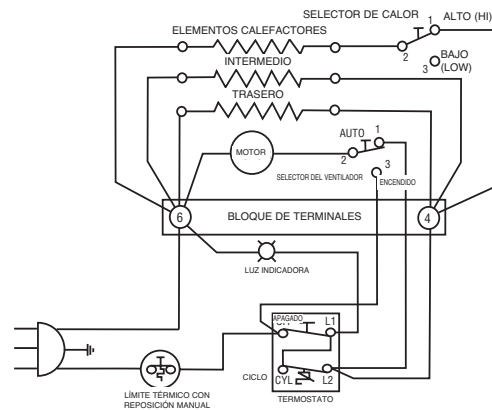 SELECTOR DE CALOR
1 ALTO (HI)
ELEMENTOS CALEFACTORES
2
BAJO
3 (LOW)
INTERMEDIO
TRASERO
AUTO 1
MOTOR
2
3
SELECTOR DEL VENTILADOR
ENCENDIDO
6
BLOQUE DE TERMINALES
4
LUZ INDICADORA
APAGADO
L1
CICLO
CYL
L2
LÍMITE TÉRMICO CON
REPOSICIÓN MANUAL
TERMOSTATO